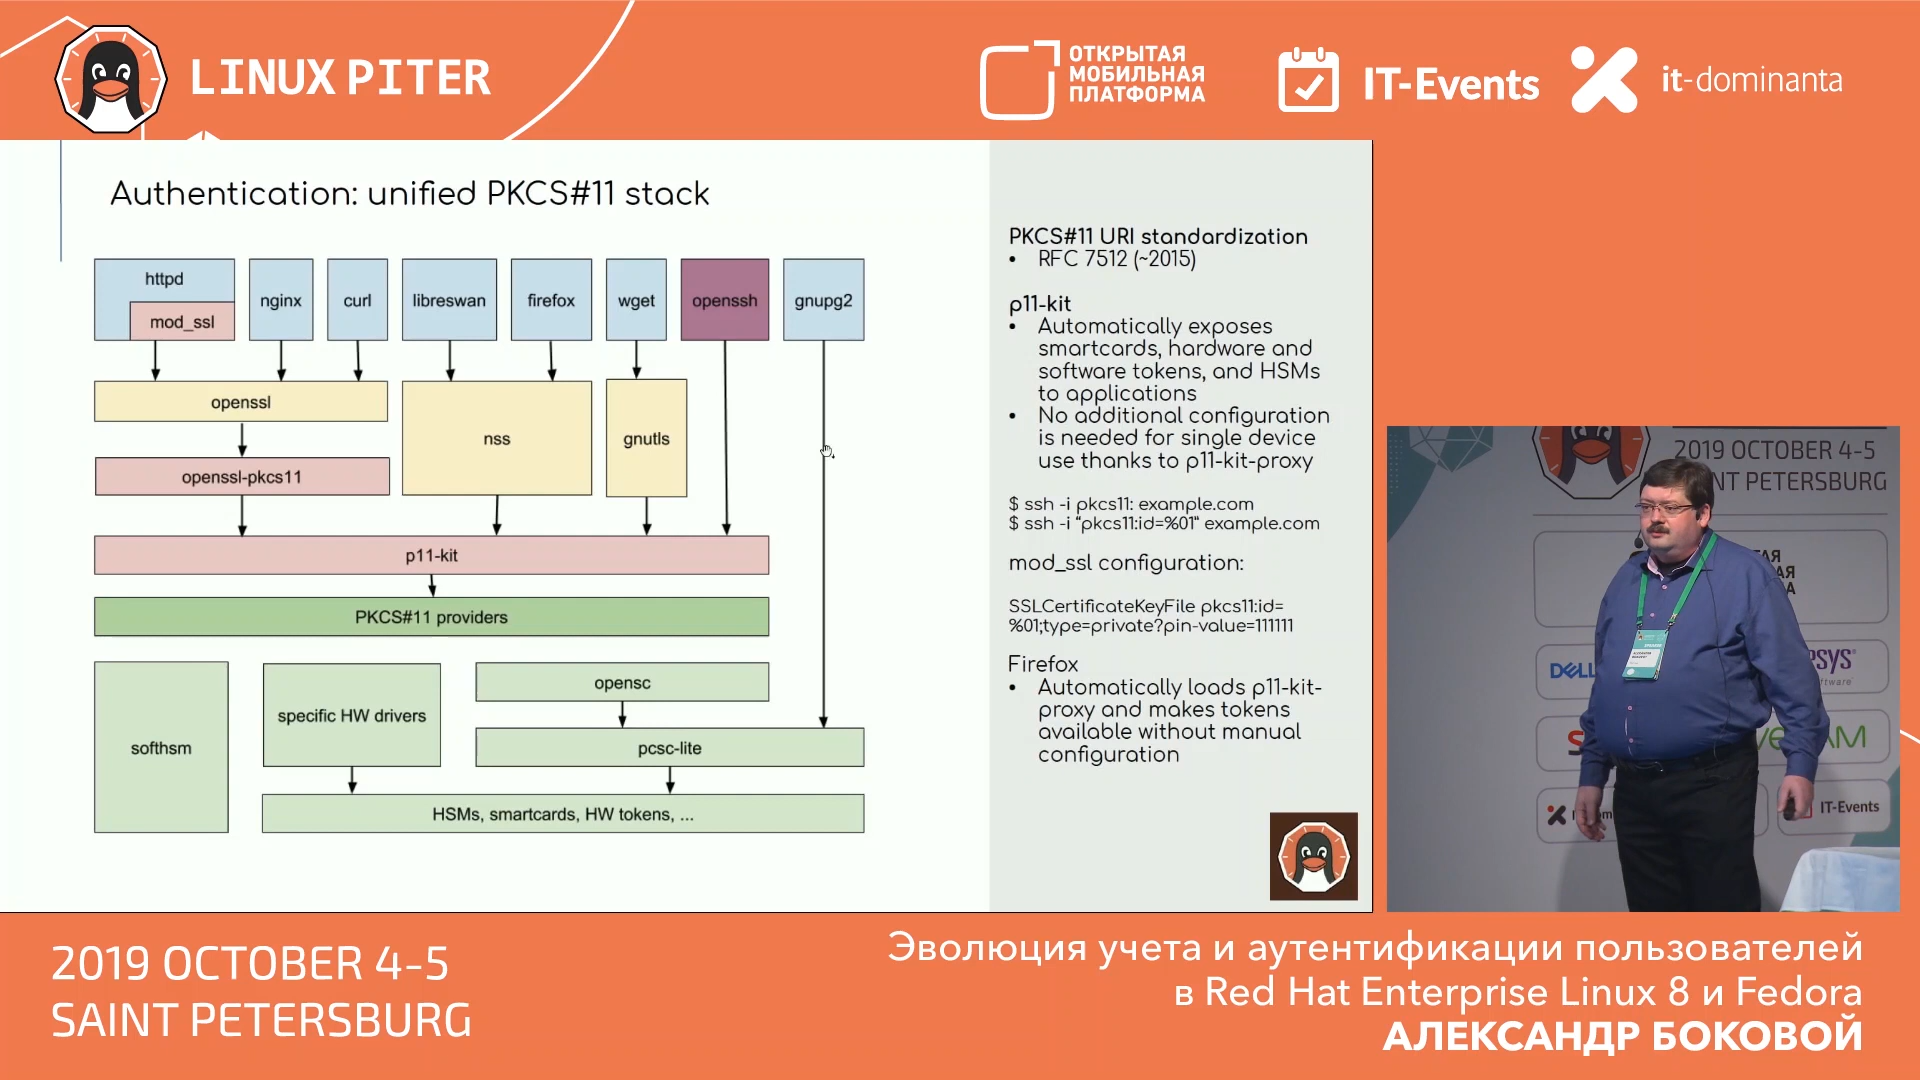 LINUX PITER
ОТКРЫТАЯ
МОБИЛЬНАЯ
ПЛАТФОРМА
IT-Events
it-dominanta
Authentication: unified PKCS#11 stack
httpd
mod_ssl
nginx
curl
libreswan
firefox
wget
openssh
gnupg2
openssl
nss
gnutls
openssl-pkcs11
p11-kit
PKCS#11 providers
softhsm
specific HW drivers
opensc
pcsc-lite
HSMs, smartcards, HW tokens, ...
PKCS#11 URI standardization
• RFC 7512 (~2015)
p11-kit
• Automatically exposes
smartcards, hardware and
software tokens, and HSMs
to applications
• No additional configuration
is needed for single device
use thanks to p11-kit-proxy
$ ssh -i pkcs11: example.com
$ ssh -i “pkcs11:id=%01” example.com
mod_ssl configuration:
SSLCertificateKeyFile pkcs11:id=
%01;type=private?pin-value=111111
Firefox
• Automatically loads p11-kit-
proxy and makes tokens
available without manual
configuration
2019 OCTOBER 4-5
SAINT PETERSBURG
DELL
IT-Events
2019 OCTOBER 4-5
SAINT PETERSBURG
Эволюция учета и аутентификации пользователей
в Red Hat Enterprise Linux 8 и Fedora
АЛЕКСАНДР БОКОВОЙ